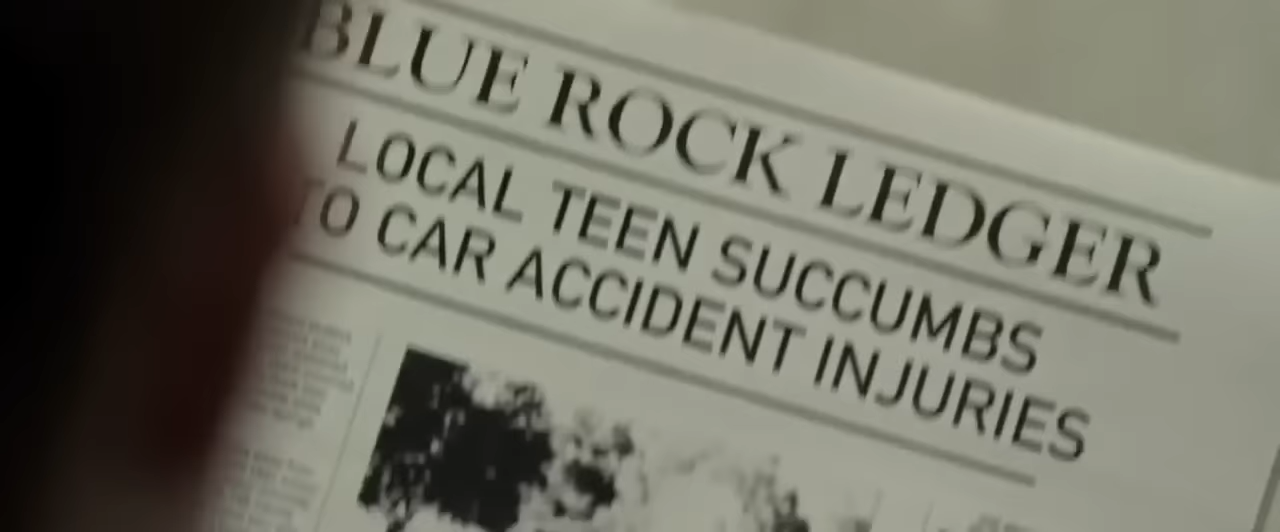 BLUE ROCK LEDGER
LOCAL TEEN SUCCUMBS
TO CAR ACCIDENT INJURIES